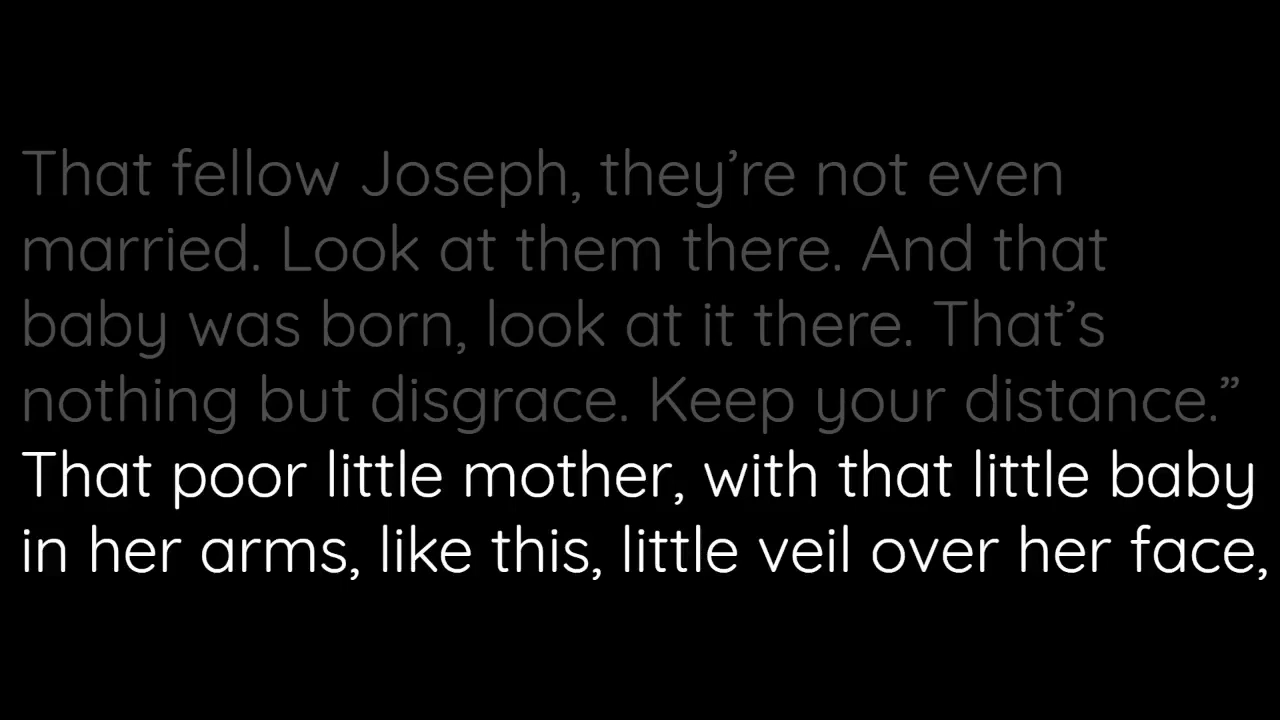 That fellow Joseph, they’re not even
married. Look at them there. And that
baby was born, look at it there. That’s
nothing but disgrace. Keep your distance.”
That poor little mother, with that little baby
in her arms, like this, little veil over her face,